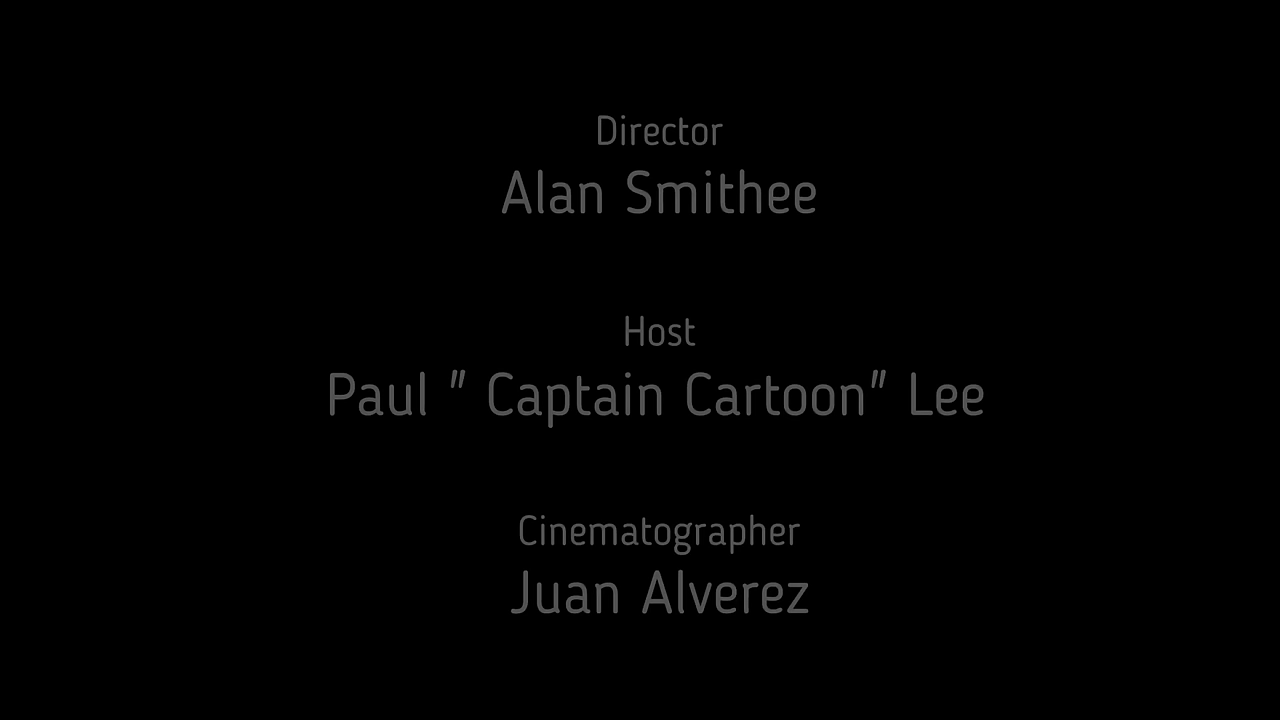 Director
Alan Smithee
Host
Paul " Captain Cartoon" Lee
Cinematographer
Juan Alverez